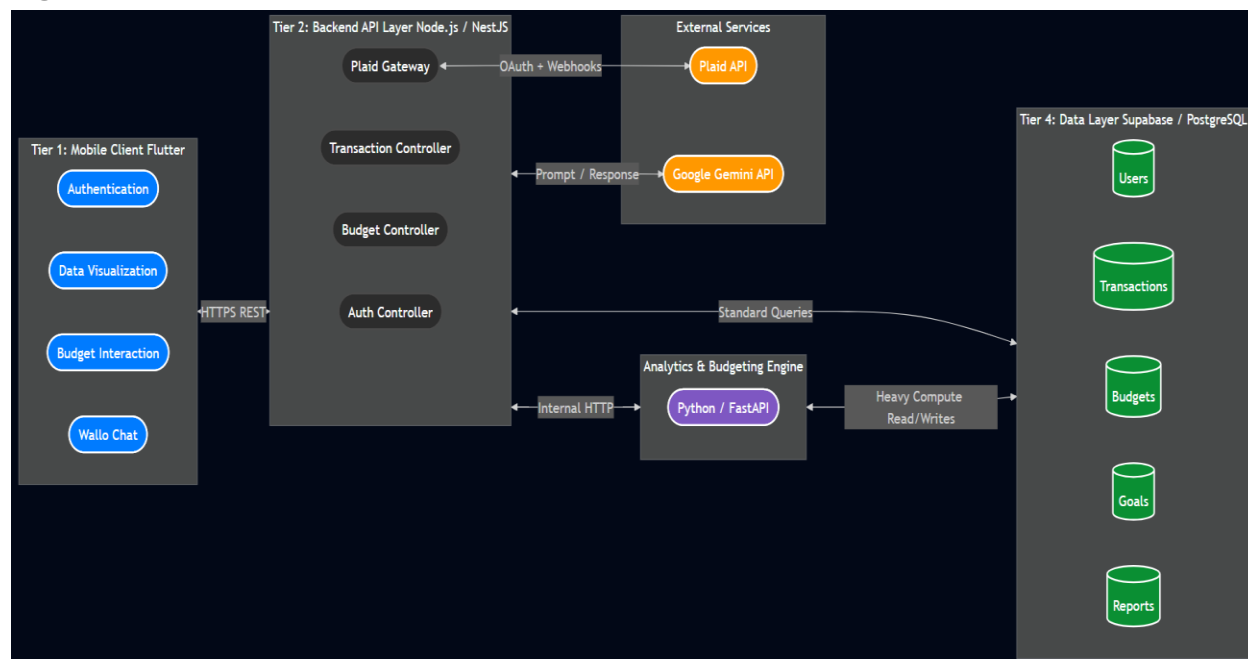 Tier 1: Mobile Client Flutter
Authentication
Data Visualization
Budget Interaction
Wallo Chat
HTTPS REST
Tier 2: Backend API Layer Node.js / NestJS
Plaid Gateway
Transaction Controller
Budget Controller
Auth Controller
OAuth + Webhooks
Prompt / Response
Standard Queries
Internal HTTP
External Services
Plaid API
Google Gemini API
Analytics & Budgeting Engine
Python / FastAPI
Heavy Compute
Read/Writes
Tier 4: Data Layer Supabase / PostgreSQL
Users
Transactions
Budgets
Goals
Reports